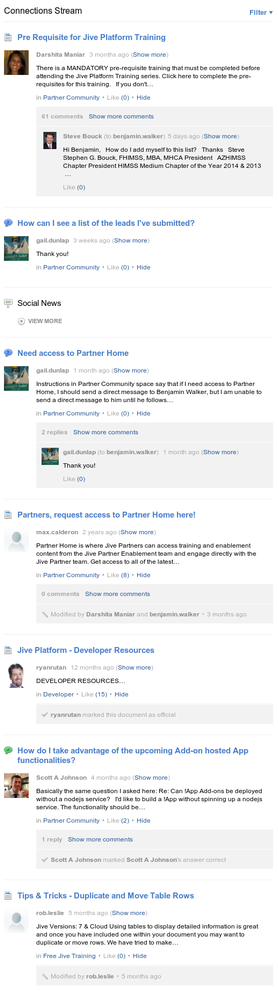 Connections Stream
Filter
Pre Requisite for Jive Platform Training
Darshita Maniar 3 months ago (Show more)
There is a MANDATORY pre-requisite training that must be completed before
attending the Jive Platform Training series. Click here to complete the pre-
requisites for this training. If you don't…
in Partner Community • Like (0) • Hide
61 comments Show more comments
Steve Bouck (to benjamin.walker) 5 days ago (Show more)
Hi Benjamin, How do I add myself to this list? Thanks Steve
Stephen G. Bouck, FHIMSS, MBA, MHCA President AZHIMSS
Chapter President HIMSS Medium Chapter of the Year 2014 & 2013
…
Like (0)
How can I see a list of the leads I've submitted?
gail.dunlap 3 weeks ago (Show more)
Thank you!
in Partner Community • Like (0) • Hide
Social News
VIEW MORE
Need access to Partner Home
gail.dunlap 1 month ago (Show more)
Instructions in Partner Community space say that if I need access to Partner
Home, I should send a direct message to Benjamin Walker, but I am unable to
send a direct message to him until he follows…
in Partner Community • Like (0) • Hide
2 replies Show more comments
gail.dunlap (to benjamin.walker) 1 month ago (Show more)
Thank you!
Like (0)
Partners, request access to Partner Home here!
max.calderon 2 years ago (Show more)
Partner Home is where Jive Partners can access training and enablement
content from the Jive Partner Enablement team and engage directly with the
Jive Partner team. Get access to all of the latest…
in Partner Community • Like (8) • Hide
0 comments Show more comments
Modified by Darshita Maniar and benjamin.walker • 3 months ago
Jive Platform - Developer Resources
ryanrutan 12 months ago (Show more)
DEVELOPER RESOURCES…
in Developer • Like (15) • Hide
ryanrutan marked this document as official
How do I take advantage of the upcoming Add-on hosted App
functionalities?
Scott A Johnson 4 months ago (Show more)
Basically the same question I asked here: Re: Can !App Add-ons be deployed
without a nodejs service? I'd like to build a !App without spinning up a nodejs
service. The functionality should be…
in Partner Community • Like (2) • Hide
1 reply Show more comments
Scott A Johnson marked Scott A Johnson's answer correct
Tips & Tricks - Duplicate and Move Table Rows
rob.leslie 5 months ago (Show more)
Jive Versions: 7 & Cloud Using tables to display detailed information is great
and once you have included one within your document you may want to
duplicate or move rows. We have tried to make…
in Free Jive Training • Like (0) • Hide
Modified by rob.leslie • 5 months ago